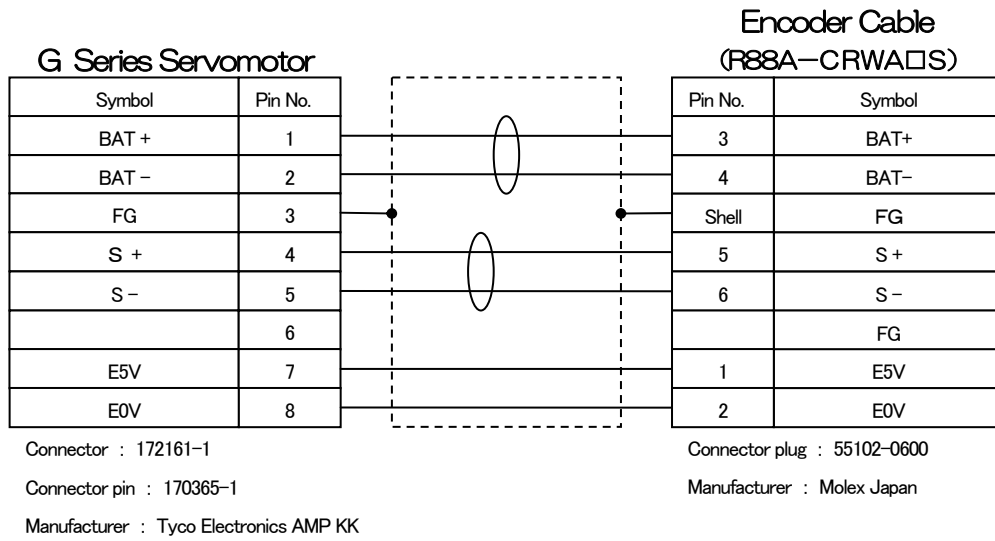 Encoder Cable
G Series Servomotor (R88A-CRWA□S)
Symbol Pin No. Pin No. Symbol
BAT + 1 3 BAT+
BAT - 2 4 BAT-
FG 3 Shell FG
S + 4 5 S +
S - 5 6 S -
6 FG
E5V 7 1 E5V
E0V 8 2 E0V
Connector : 172161-1 Connector plug : 55102-0600
Connector pin : 170365-1 Manufacturer : Molex Japan
Manufacturer : Tyco Electronics AMP KK